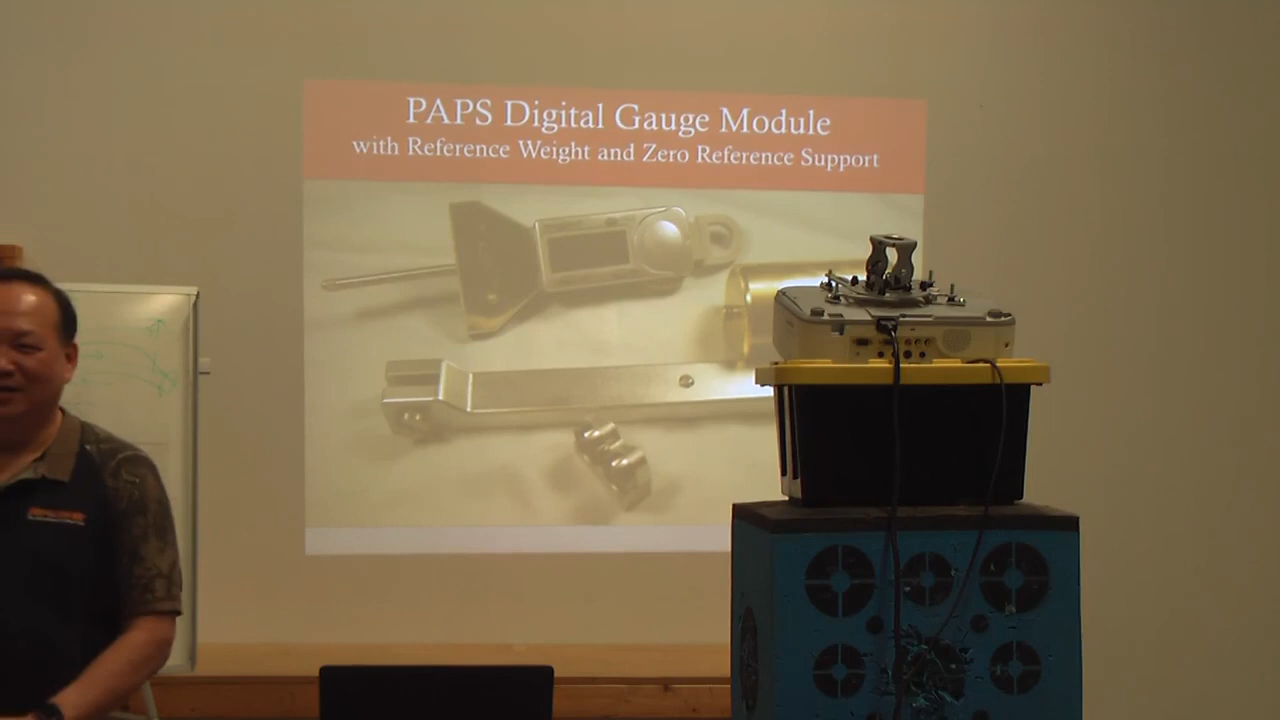 PAPS Digital Gauge Module
with Reference Weight and Zero Reference Support